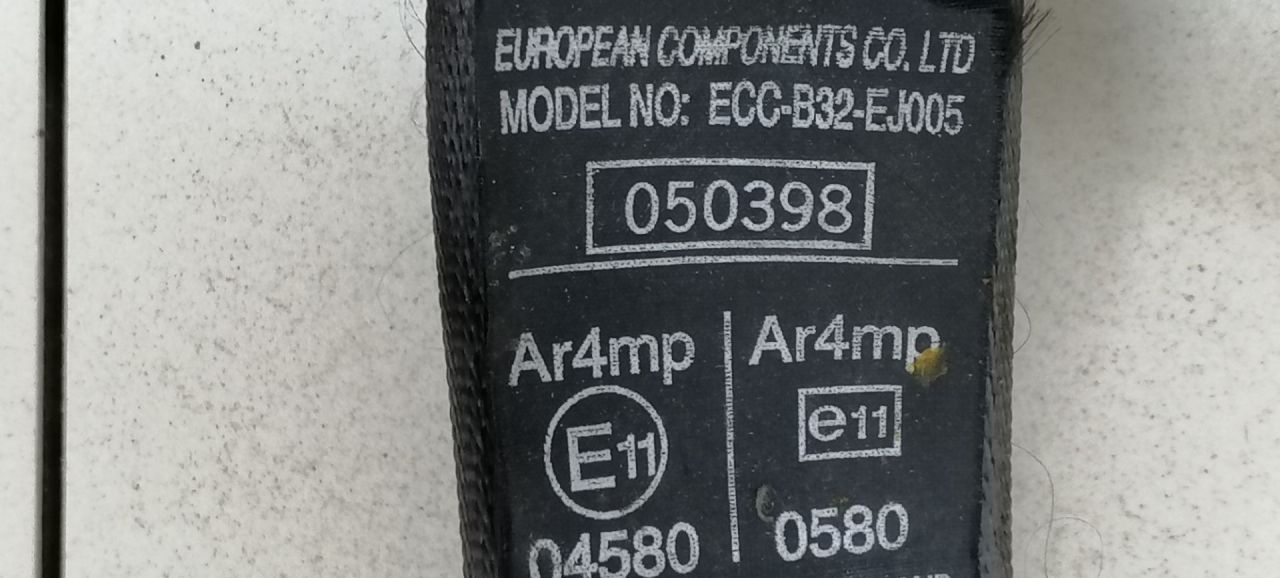 EUROPEAN COMPONENTS CO. LTD
MODEL NO: ECC-B32-EJ005
050398
Ar4mp Ar4mp
E11 e11
04580 0580